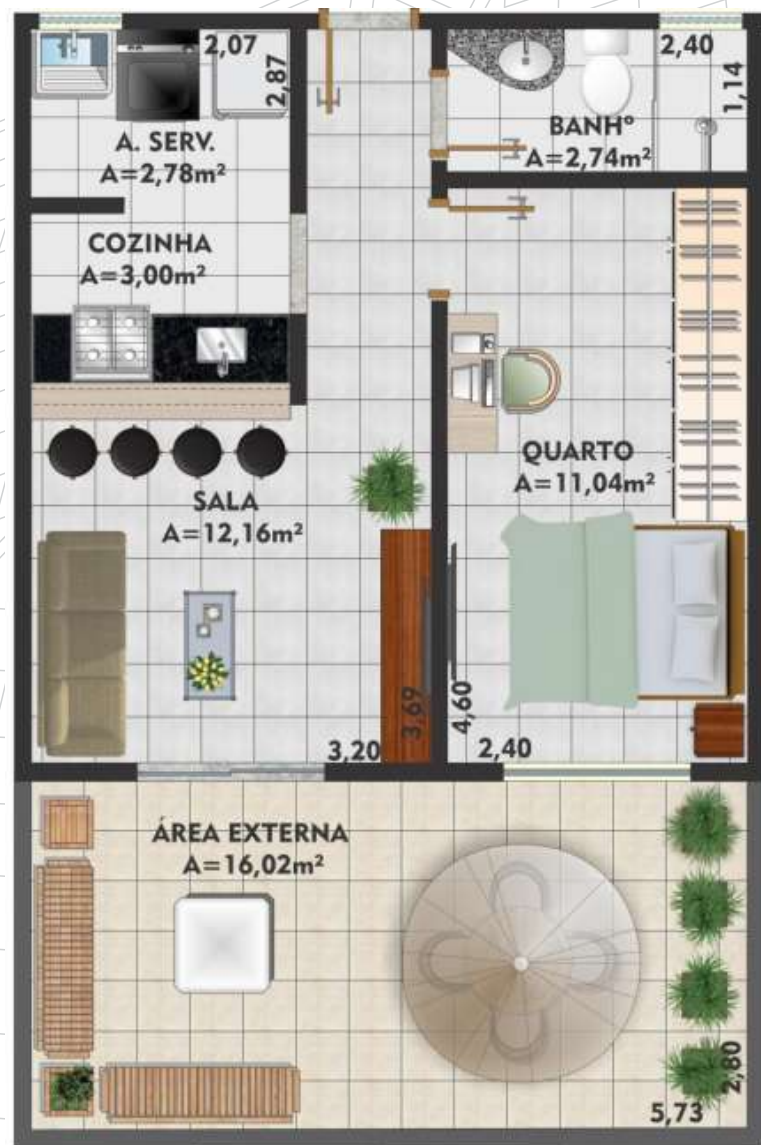 2,07
2,87
A. SERV.
A=2,78m²
2,40
1,14
BANHº
A=2,74m²
COZINHA
A=3,00m²
QUARTO
A=11,04m²
SALA
A=12,16m²
3,20
3,69
4,60
2,40
ÁREA EXTERNA
A=16,02m²
2,80
5,73